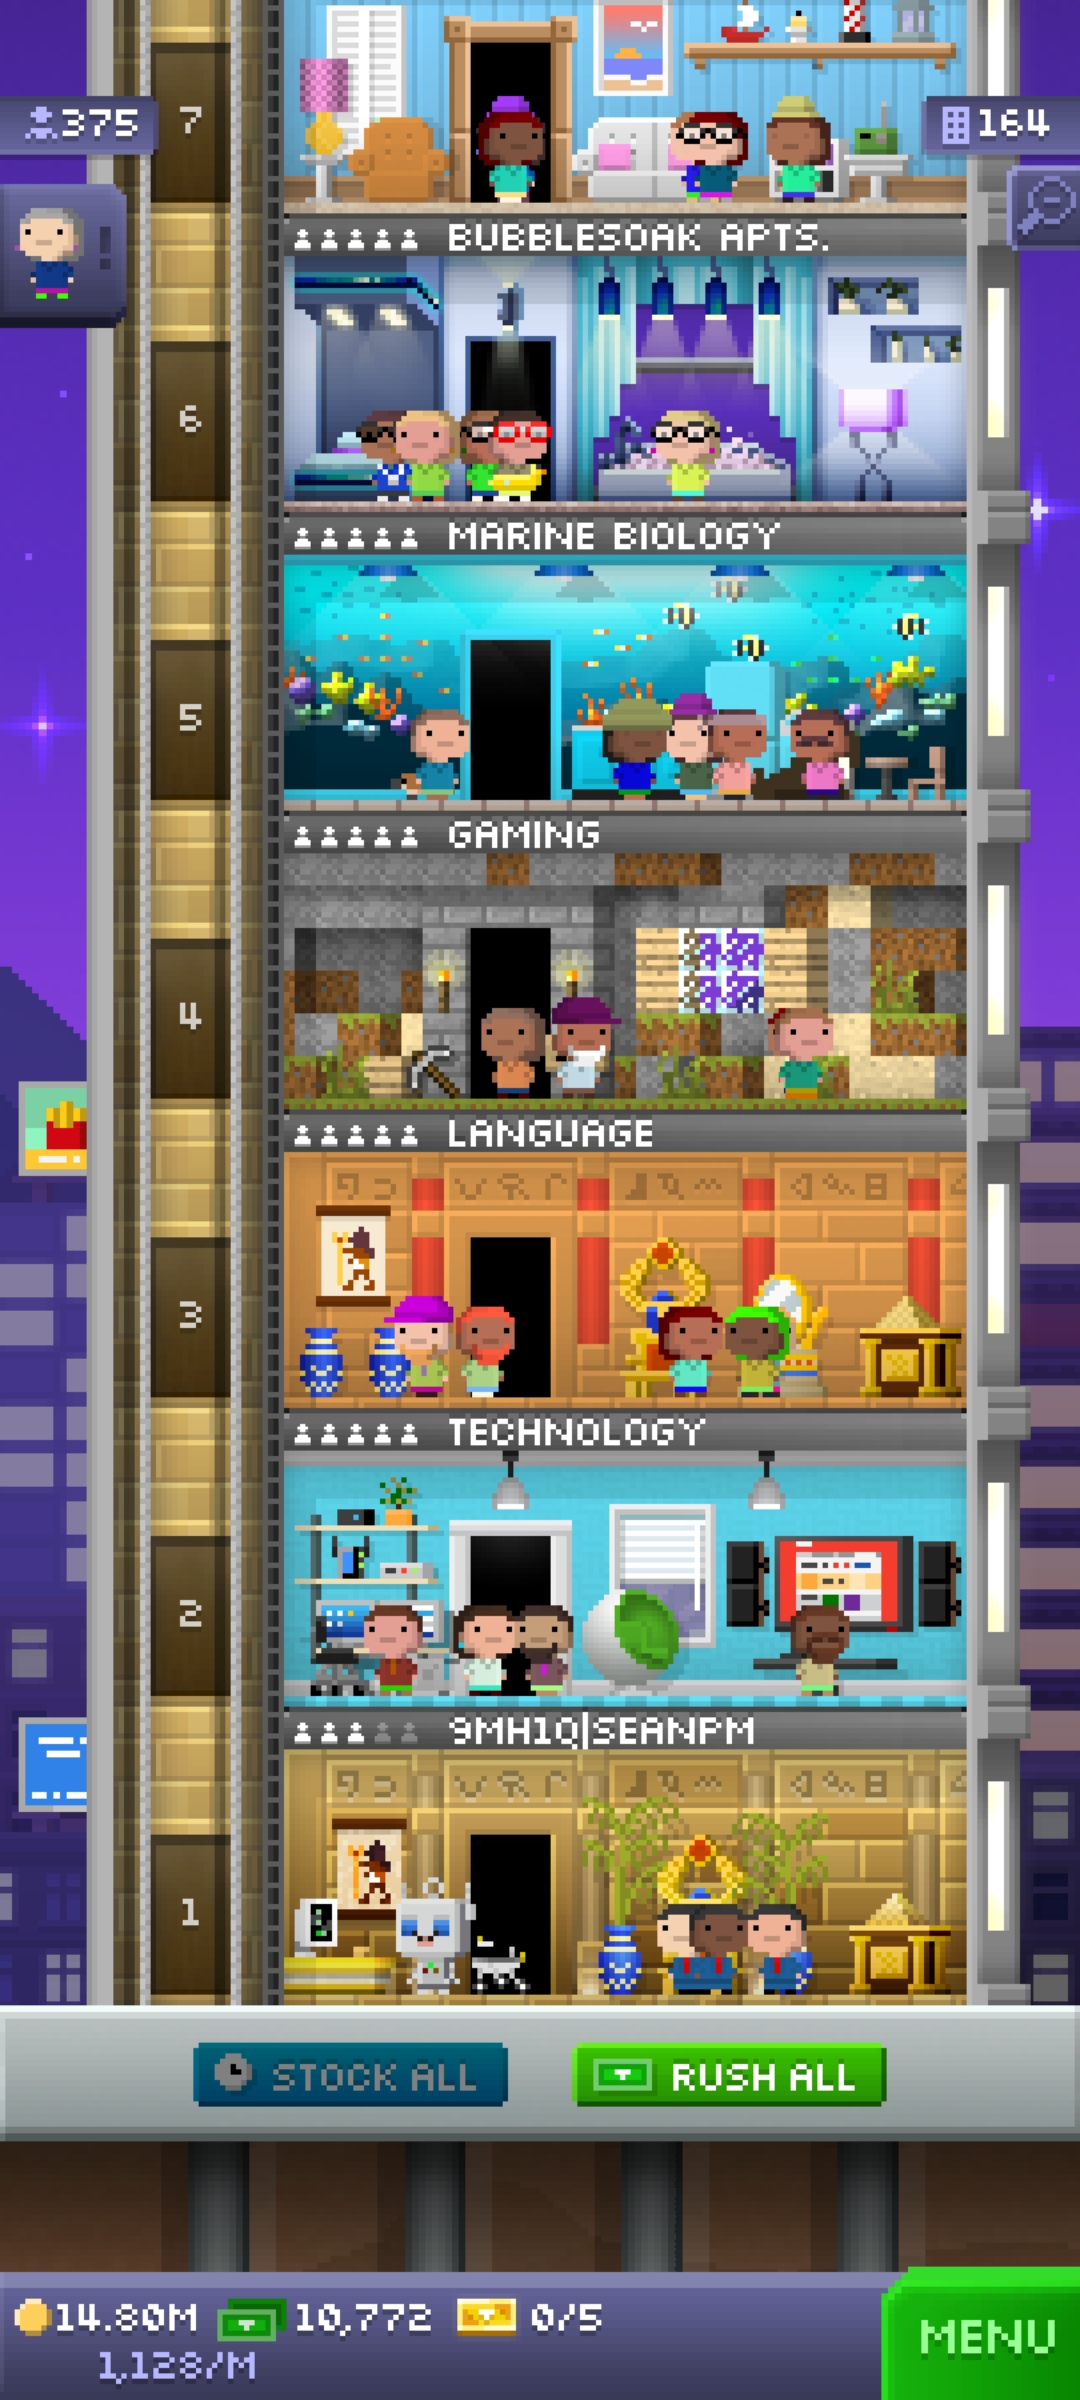 7
375
164
!
BUBBLESOAK APTS.
6
MARINE BIOLOGY
5
GAMING
4
LANGUAGE
3
TECHNOLOGY
2
9MH1Q|SEANPM
1
STOCK ALL
RUSH ALL
14.80M
10,772
0/5
1,128/M
MENU